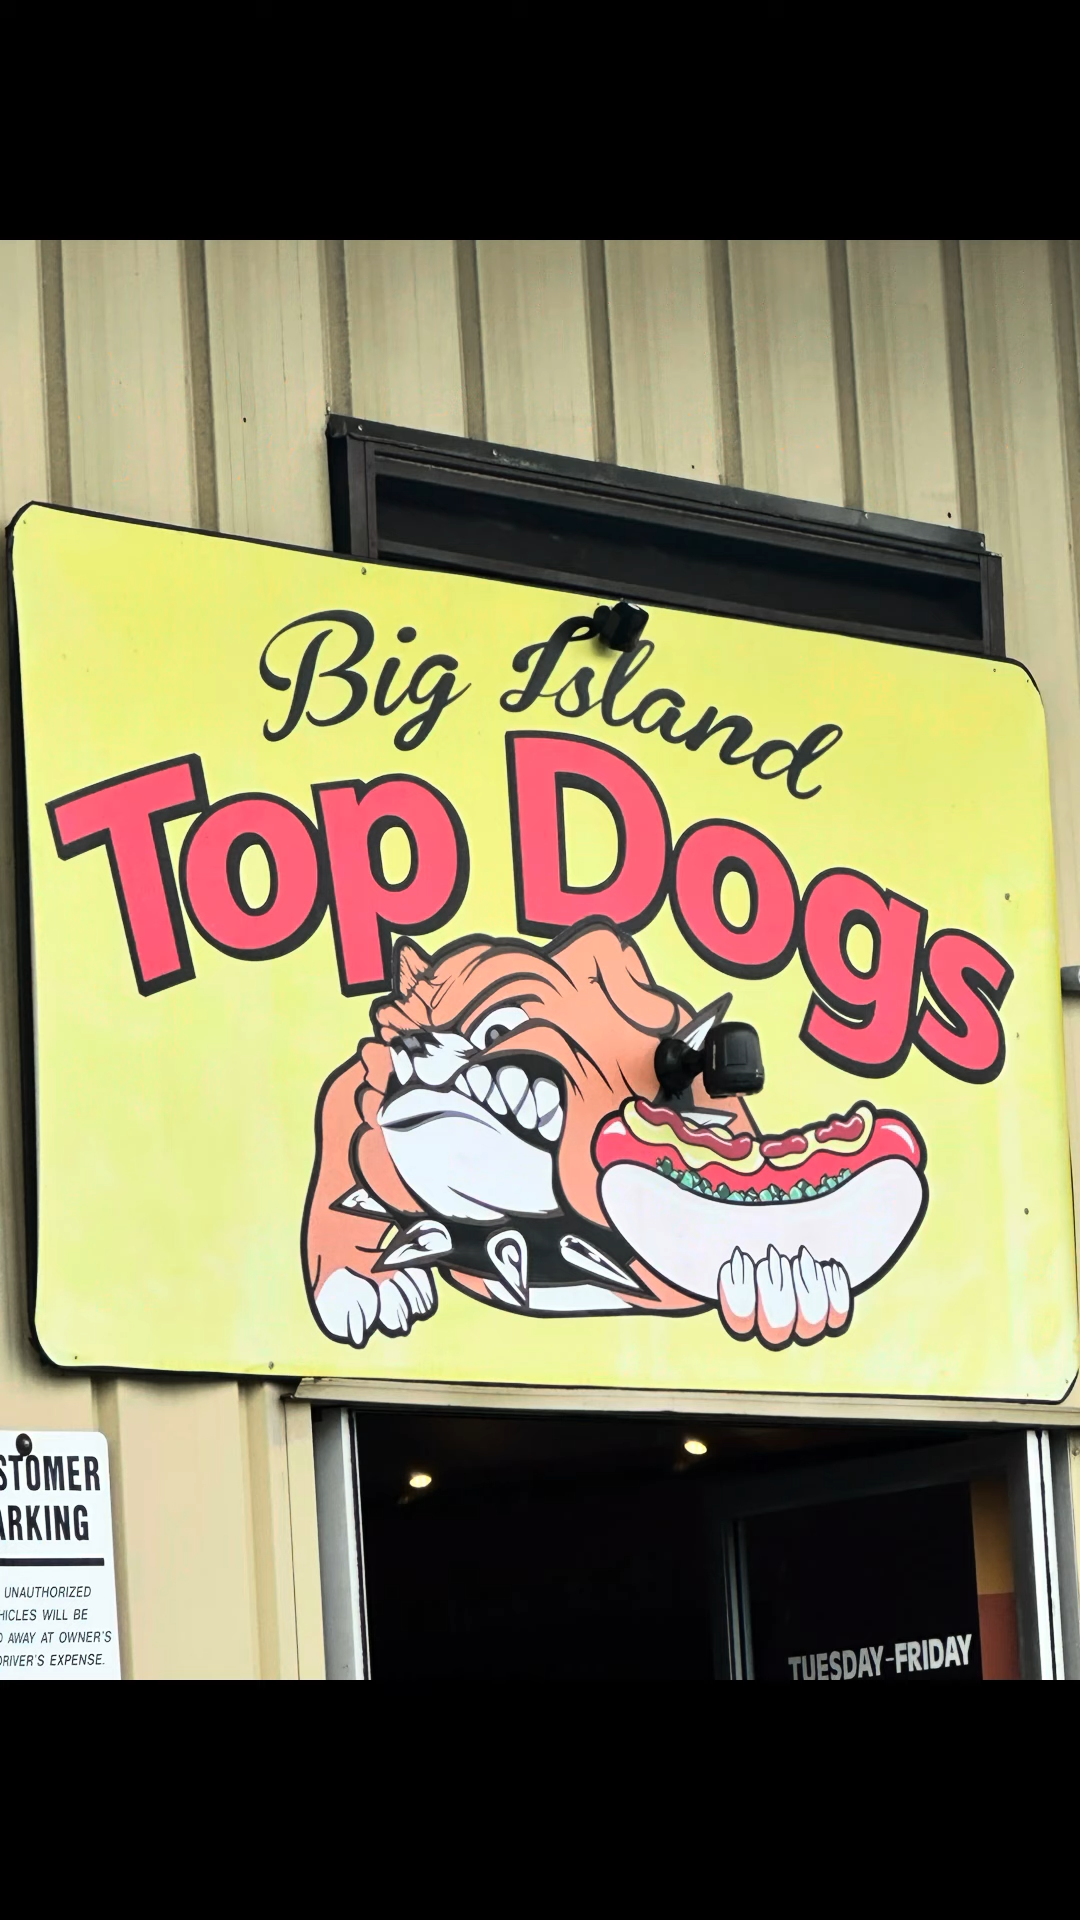 Big Island
Top Dogs
STOMER
ARKING
UNAUTHORIZED
HICLES WILL BE
D AWAY AT OWNER'S
DRIVER'S EXPENSE.
TUESDAY-FRIDAY